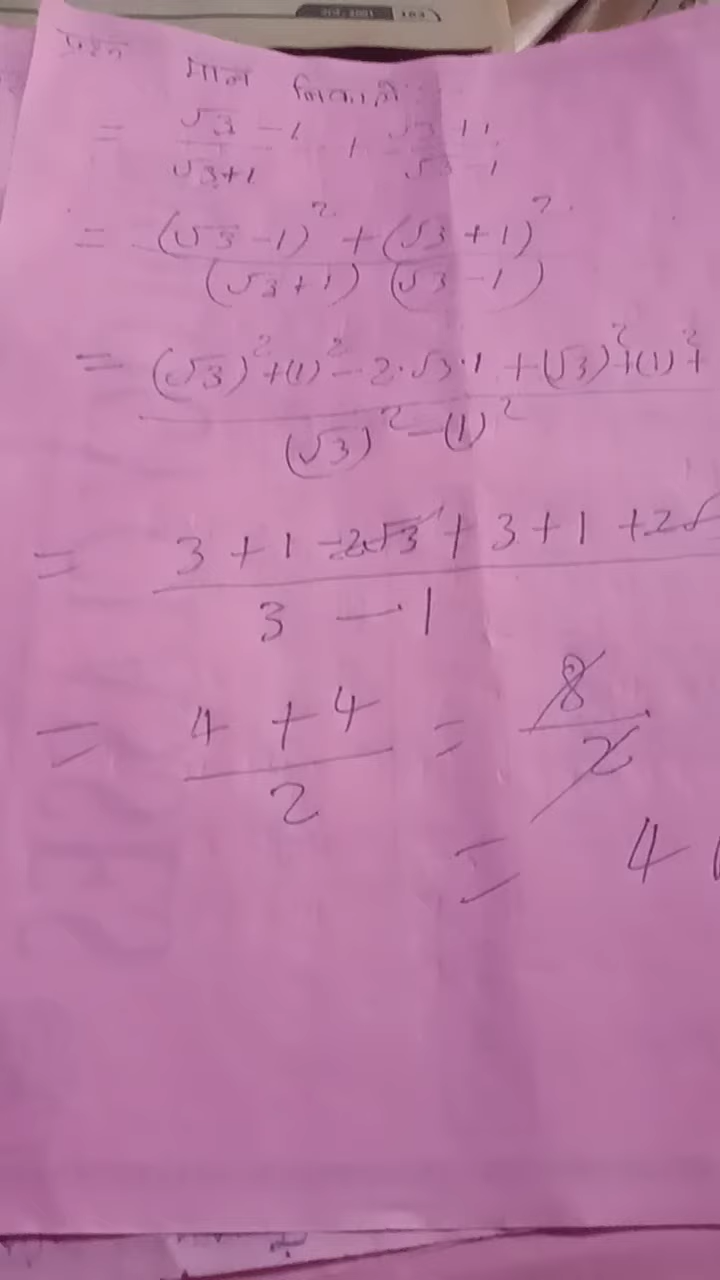 प्रश्न मान निकालें
= (√3 - 1)/(√3 + 1) + (√3 + 1)/(√3 - 1)
= ((√3 - 1)² + (√3 + 1)²)/((√3 + 1) (√3 - 1))
= ((√3)² + (1)² - 2·√3·1 + (√3)² + (1)² +)/((√3)² - (1)²)
= (3 + 1 - 2√3 + 3 + 1 + 2√)/(3 - 1)
= (4 + 4)/2 = 8/2
= 4